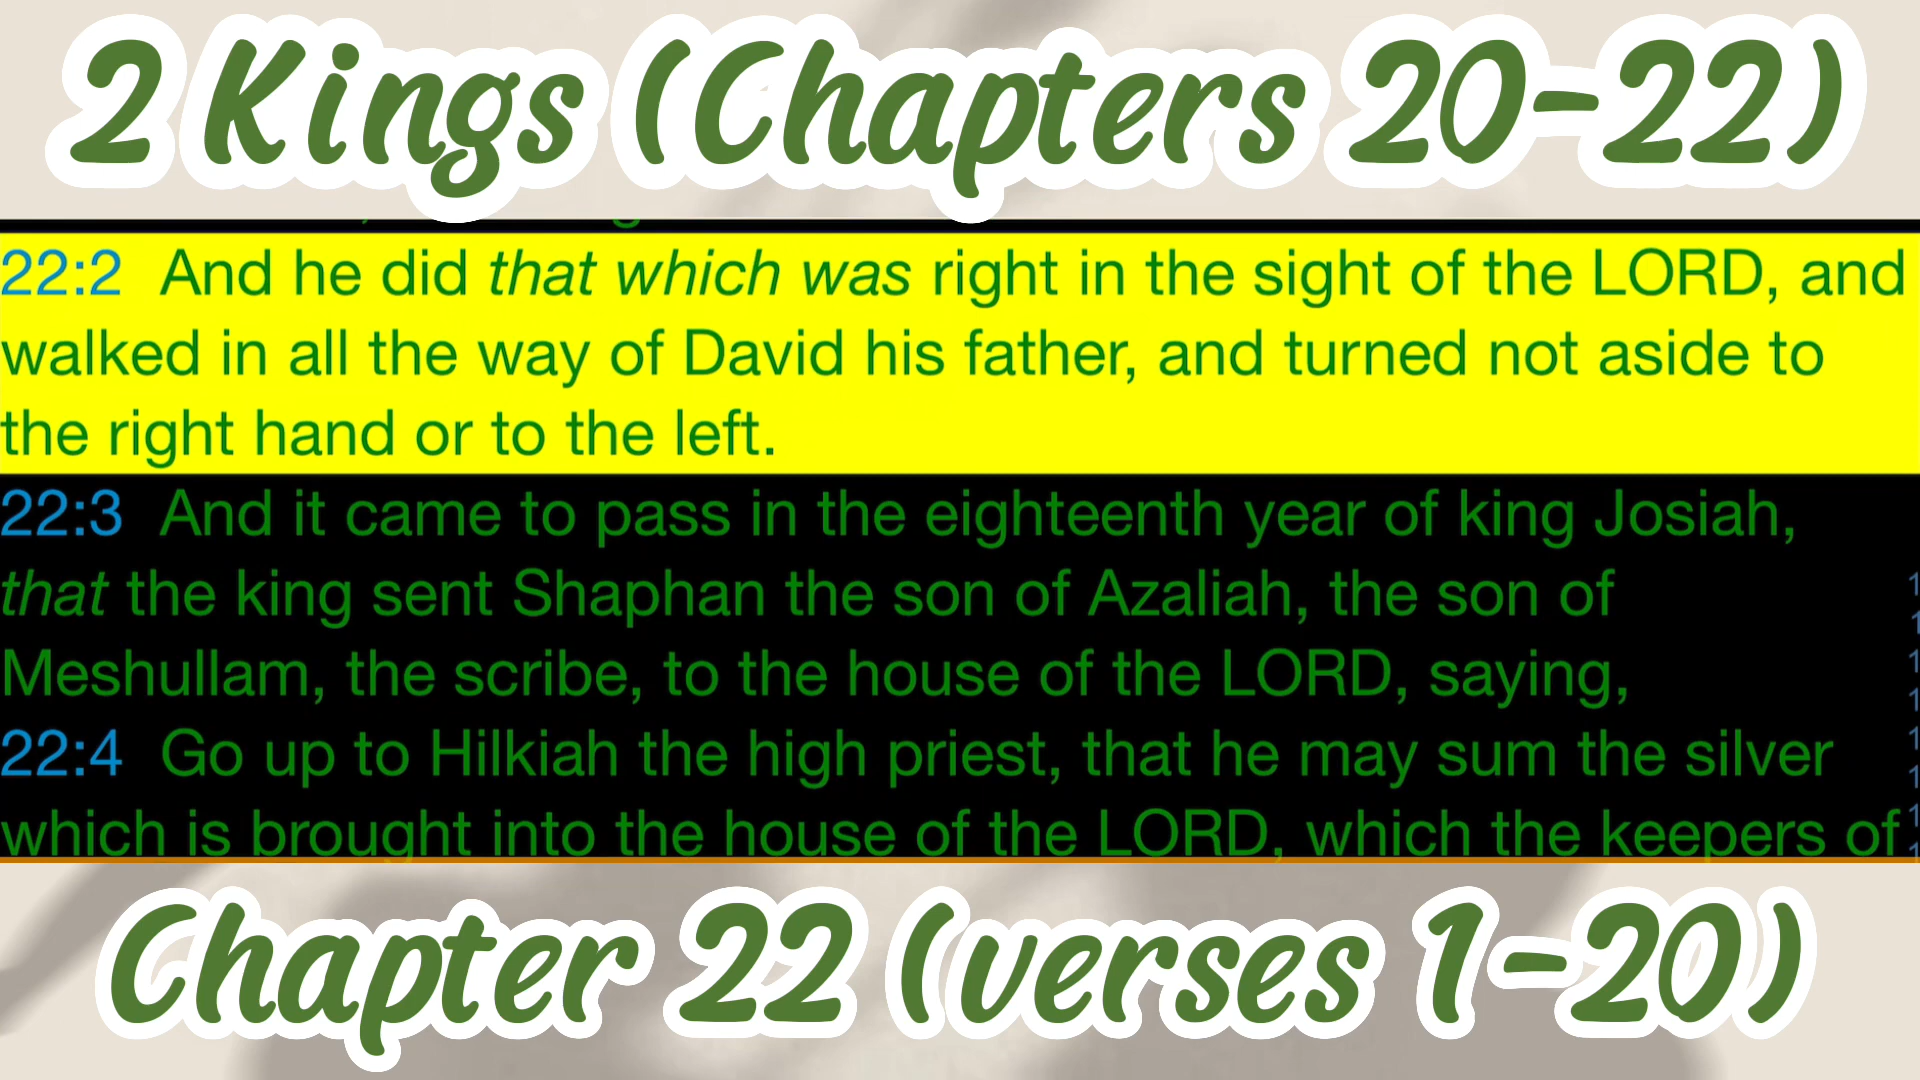 2 Kings (Chapters 20-22)
22:2 And he did that which was right in the sight of the LORD, and
walked in all the way of David his father, and turned not aside to
the right hand or to the left.
22:3 And it came to pass in the eighteenth year of king Josiah,
that the king sent Shaphan the son of Azaliah, the son of
Meshullam, the scribe, to the house of the LORD, saying,
22:4 Go up to Hilkiah the high priest, that he may sum the silver
which is brought into the house of the LORD, which the keepers of
Chapter 22 (verses 1-20)